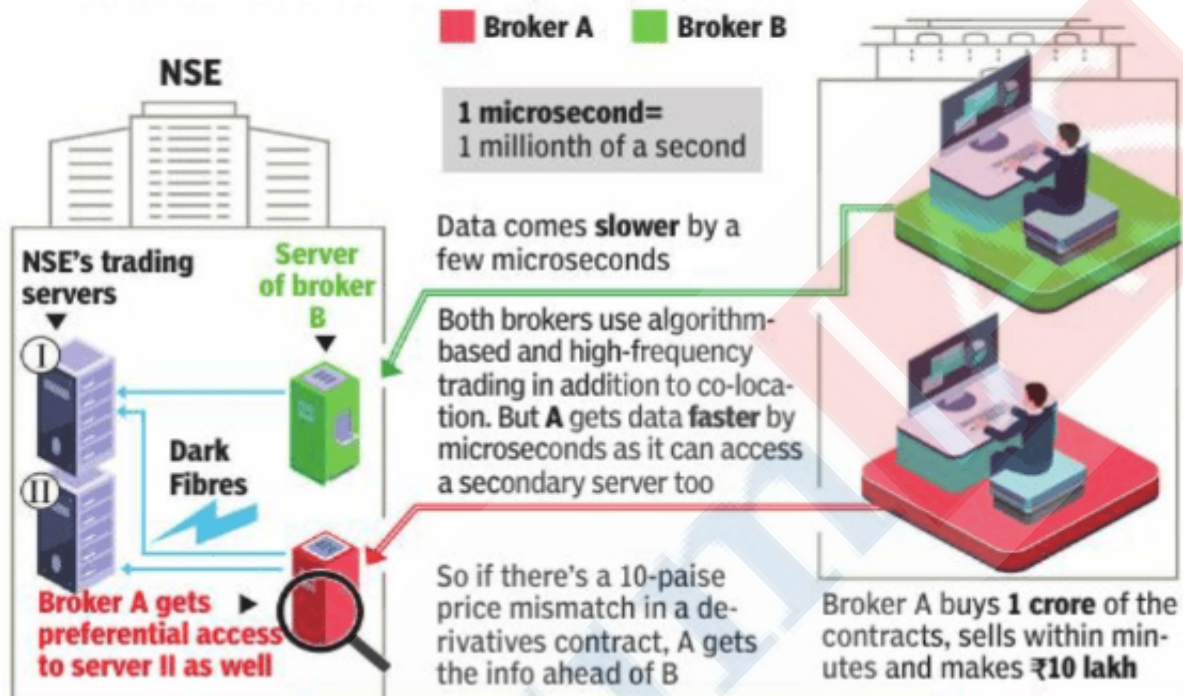 Broker A
Broker B
NSE
1 microsecond=
1 millionth of a second
NSE's trading
servers
I
II
Server
of broker
B
Dark
Fibres
Broker A gets
preferential access
to server II as well
Data comes slower by a
few microseconds
Both brokers use algorithm-
based and high-frequency
trading in addition to co-loca-
tion. But A gets data faster by
microseconds as it can access
a secondary server too
So if there's a 10-paise
price mismatch in a de-
rivatives contract, A gets
the info ahead of B
Broker A buys 1 crore of the
contracts, sells within min-
utes and makes ₹10 lakh